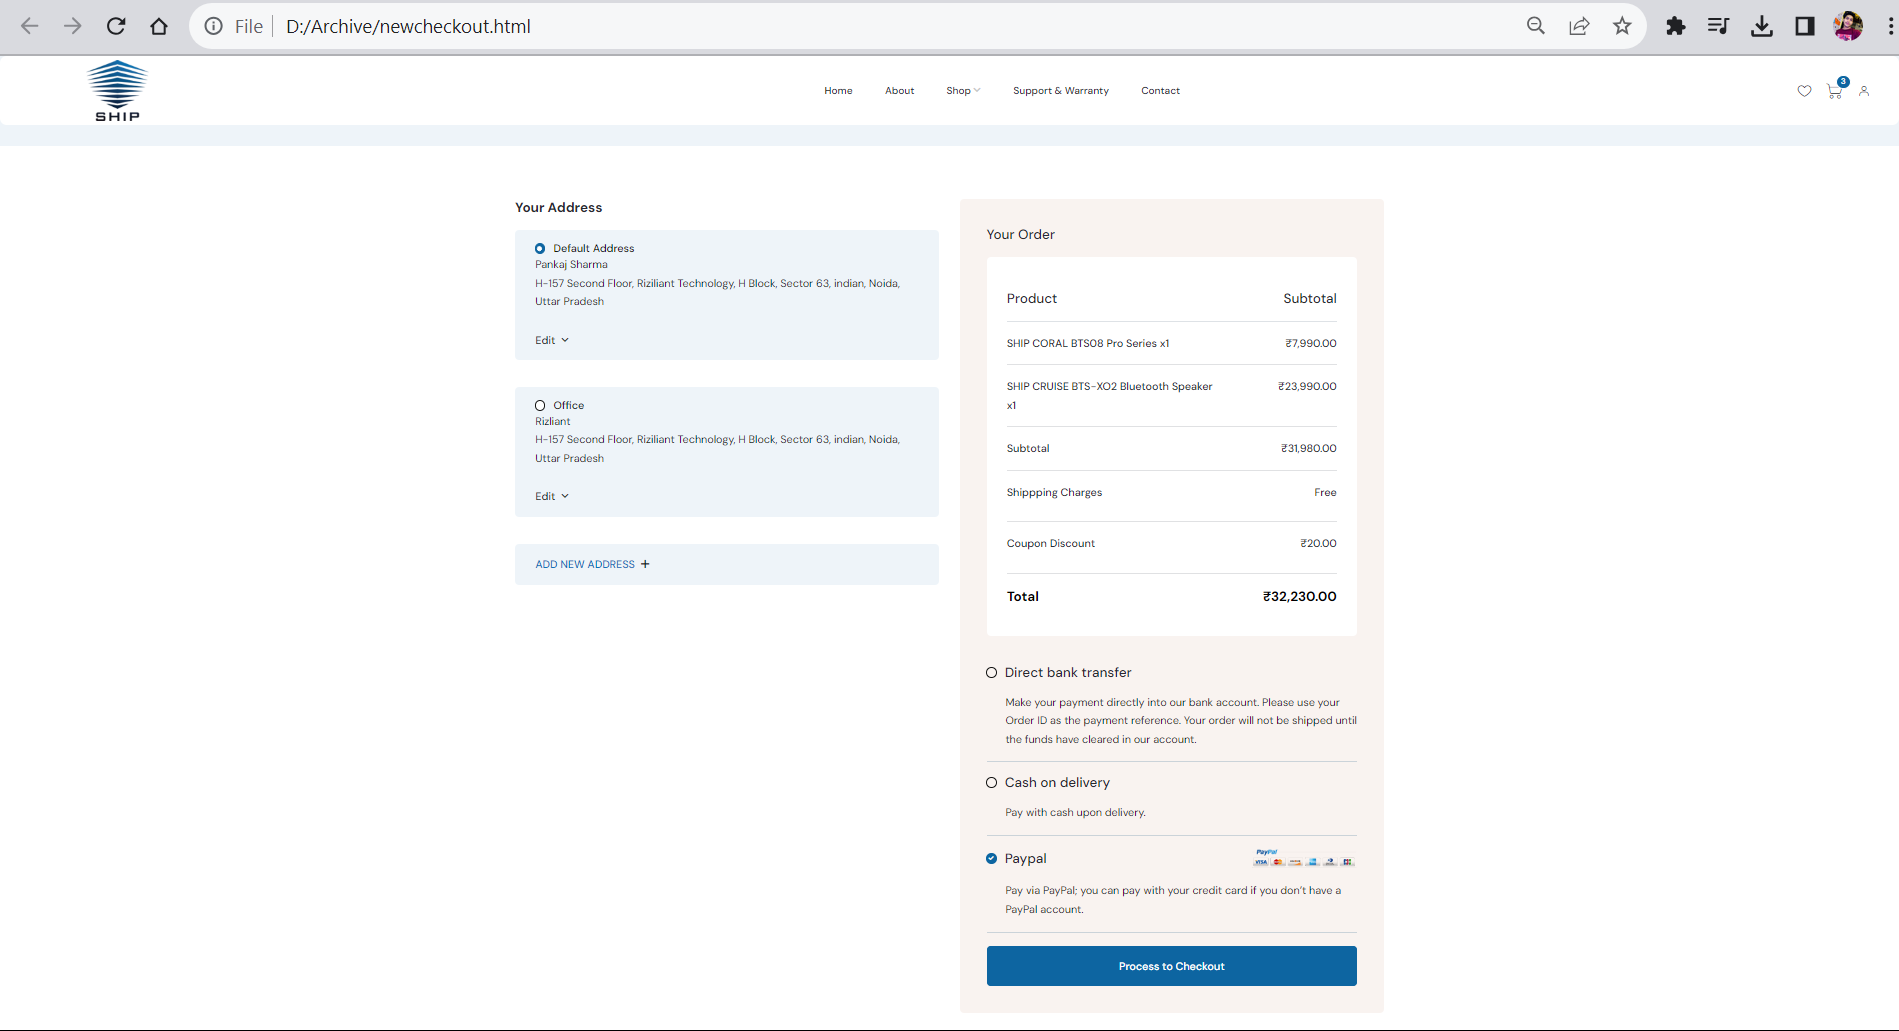 File D:/Archive/newcheckout.html
SHIP
Home About Shop Support & Warranty Contact
3
Your Address
Default Address
Pankaj Sharma
H-157 Second Floor, Riziliant Technology, H Block, Sector 63, indian, Noida,
Uttar Pradesh
Edit
Office
Rizliant
H-157 Second Floor, Riziliant Technology, H Block, Sector 63, indian, Noida,
Uttar Pradesh
Edit
ADD NEW ADDRESS +
Your Order
Product Subtotal
SHIP CORAL BTS08 Pro Series x1 ₹7,990.00
SHIP CRUISE BTS-XO2 Bluetooth Speaker ₹23,990.00
x1
Subtotal ₹31,980.00
Shippping Charges Free
Coupon Discount ₹20.00
Total ₹32,230.00
Direct bank transfer
Make your payment directly into our bank account. Please use your
Order ID as the payment reference. Your order will not be shipped until
the funds have cleared in our account.
Cash on delivery
Pay with cash upon delivery.
Paypal
PayPal
VISA
Pay via PayPal; you can pay with your credit card if you don't have a
PayPal account.
Process to Checkout